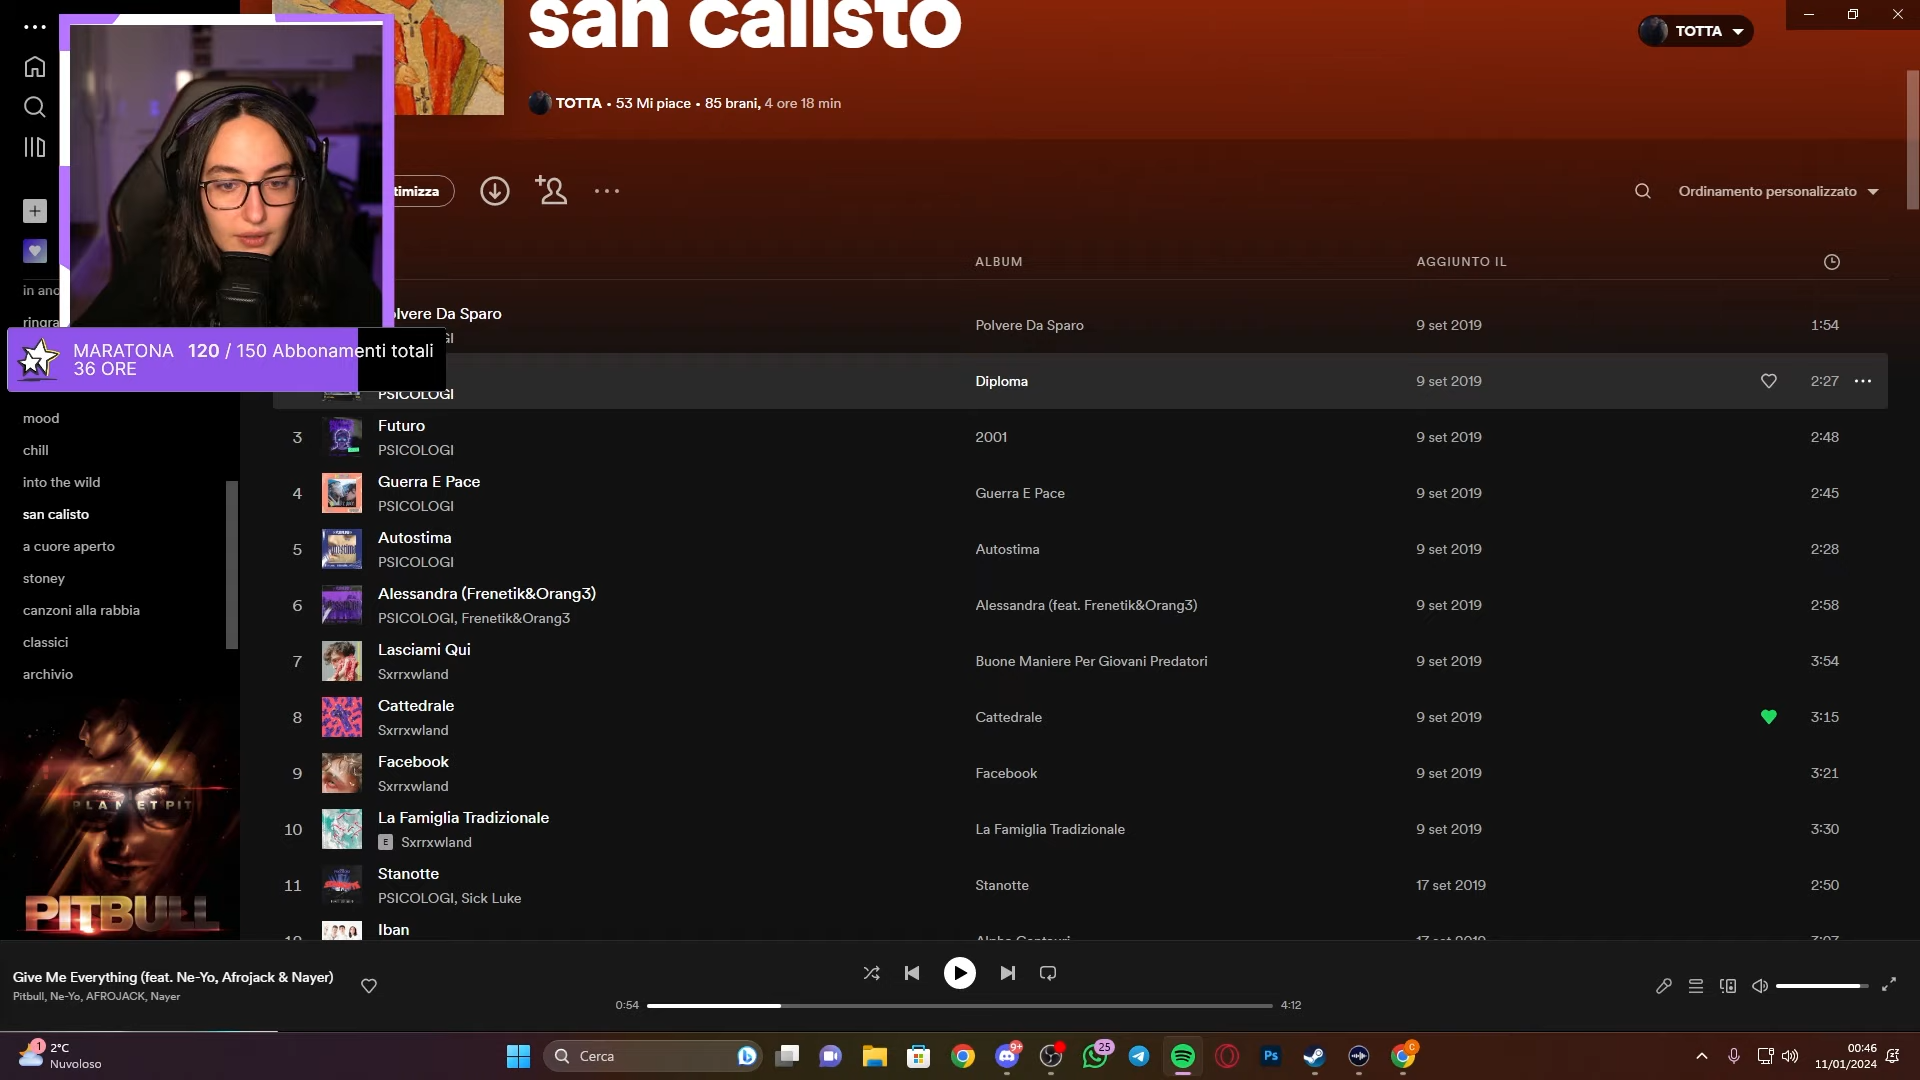 san calisto
TOTTA
TOTTA • 53 Mi piace • 85 brani, 4 ore 18 min
timizza
Ordinamento personalizzato
ALBUM
AGGIUNTO IL
in ano
ringra
MARATONA 120 / 150 Abbonamenti totali
36 ORE
mood
chill
into the wild
san calisto
a cuore aperto
stoney
canzoni alla rabbia
classici
archivio
PLANET PIT
PITBULL
olvere Da Sparo
Polvere Da Sparo
9 set 2019
1:54
PSICOLOGI
Diploma
9 set 2019
2:27
3
Futuro
PSICOLOGI
2001
9 set 2019
2:48
4
Guerra E Pace
PSICOLOGI
Guerra E Pace
9 set 2019
2:45
5
Autostima
PSICOLOGI
Autostima
9 set 2019
2:28
6
Alessandra (Frenetik&Orang3)
PSICOLOGI, Frenetik&Orang3
Alessandra (feat. Frenetik&Orang3)
9 set 2019
2:58
7
Lasciami Qui
Sxrrxwland
Buone Maniere Per Giovani Predatori
9 set 2019
3:54
8
Cattedrale
Sxrrxwland
Cattedrale
9 set 2019
3:15
9
Facebook
Sxrrxwland
Facebook
9 set 2019
3:21
10
La Famiglia Tradizionale
E Sxrrxwland
La Famiglia Tradizionale
9 set 2019
3:30
11
Stanotte
PSICOLOGI, Sick Luke
Stanotte
17 set 2019
2:50
Iban
Give Me Everything (feat. Ne-Yo, Afrojack & Nayer)
Pitbull, Ne-Yo, AFROJACK, Nayer
0:54
4:12
1
2°C
Nuvoloso
Cerca
9+
25
Ps
C
00:46
11/01/2024